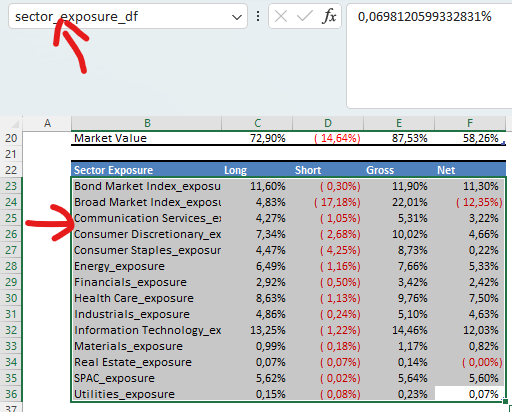 sector_exposure_df
fx
0,0698120599332831%
A B C D E F
20 Market Value 72,90% ( 14,64%) 87,53% 58,26%
21
22 Sector Exposure Long Short Gross Net
23 Bond Market Index_exposu 11,60% ( 0,30%) 11,90% 11,30%
24 Broad Market Index_exposu 4,83% ( 17,18%) 22,01% ( 12,35%)
25 Communication Services_ex 4,27% ( 1,05%) 5,31% 3,22%
26 Consumer Discretionary_ex 7,34% ( 2,68%) 10,02% 4,66%
27 Consumer Staples_exposur 4,47% ( 4,25%) 8,73% 0,22%
28 Energy_exposure 6,49% ( 1,16%) 7,66% 5,33%
29 Financials_exposure 2,92% ( 0,50%) 3,42% 2,42%
30 Health Care_exposure 8,63% ( 1,13%) 9,76% 7,50%
31 Industrials_exposure 4,86% ( 0,24%) 5,10% 4,63%
32 Information Technology_ex 13,25% ( 1,22%) 14,46% 12,03%
33 Materials_exposure 0,99% ( 0,18%) 1,17% 0,82%
34 Real Estate_exposure 0,07% ( 0,07%) 0,14% ( 0,00%)
35 SPAC_exposure 5,62% ( 0,02%) 5,64% 5,60%
36 Utilities_exposure 0,15% ( 0,08%) 0,23% 0,07%
37